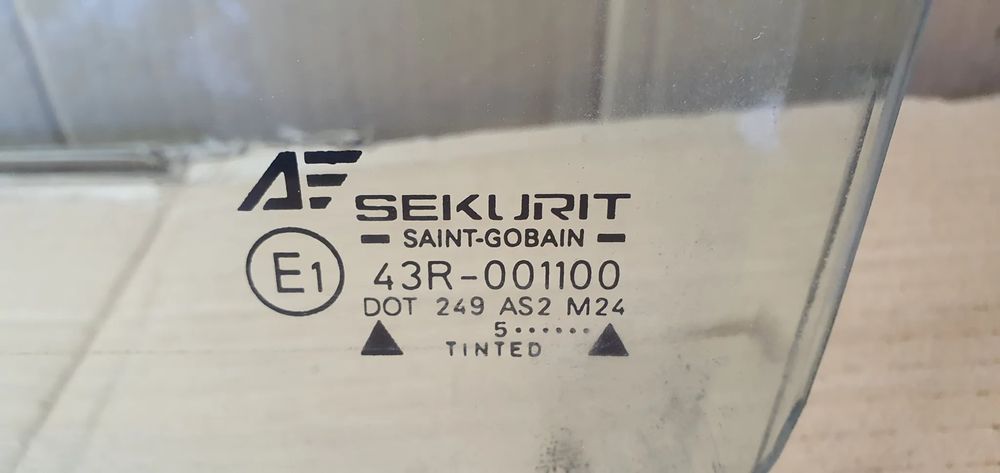 AF
SEKURIT
SAINT-GOBAIN
E1
43R-001100
DOT 249 AS2 M24
5······
TINTED